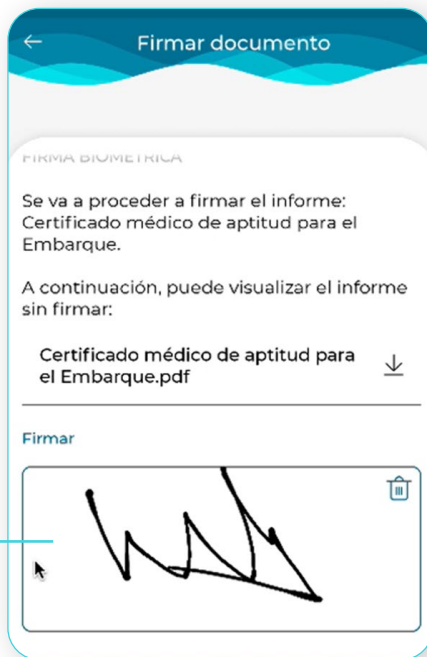 Firmar documento
FIRMA BIOMETRICA
Se va a proceder a firmar el informe:
Certificado médico de aptitud para el
Embarque.
A continuación, puede visualizar el informe
sin firmar:
Certificado médico de aptitud para
el Embarque.pdf
Firmar